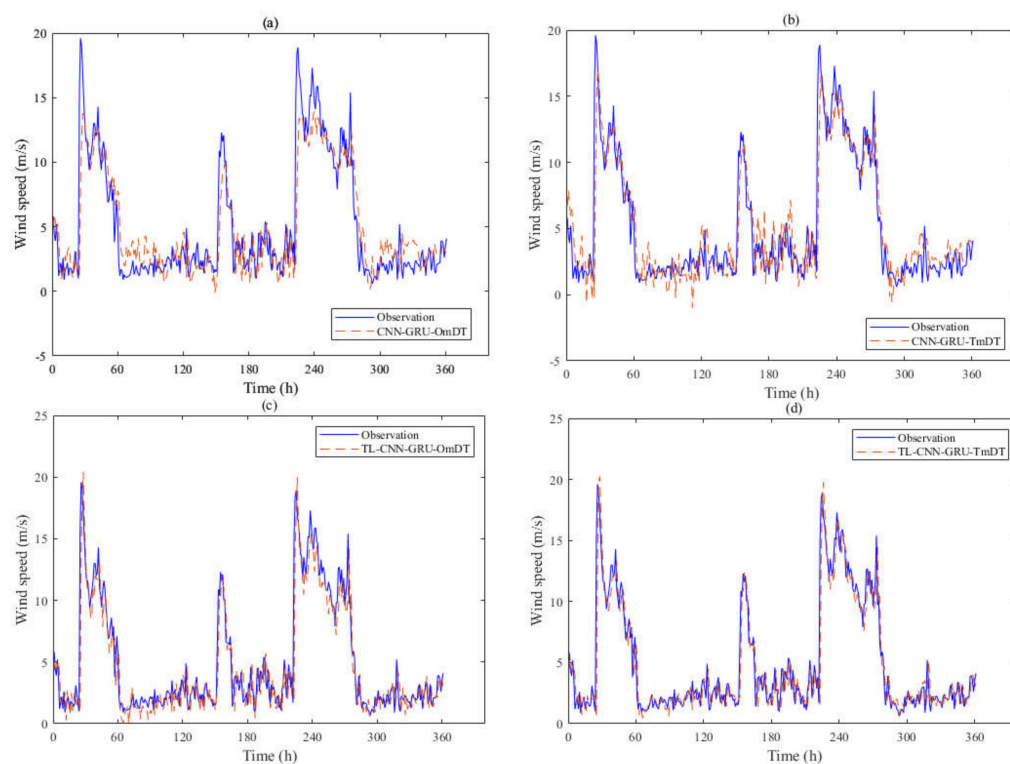 (a)
20
15
10
5
0
-5
Wind speed (m/s)
0 60 120 180 240 300 360
Time (h)
Observation
CNN-GRU-OmDT
(b)
20
15
10
5
0
-5
Wind speed (m/s)
0 60 120 180 240 300 360
Time (h)
Observation
CNN-GRU-TmDT
(c)
25
20
15
10
5
0
Wind speed (m/s)
0 60 120 180 240 300 360
Time (h)
Observation
TL-CNN-GRU-OmDT
(d)
25
20
15
10
5
0
Wind speed (m/s)
0 60 120 180 240 300 360
Time (h)
Observation
TL-CNN-GRU-TmDT